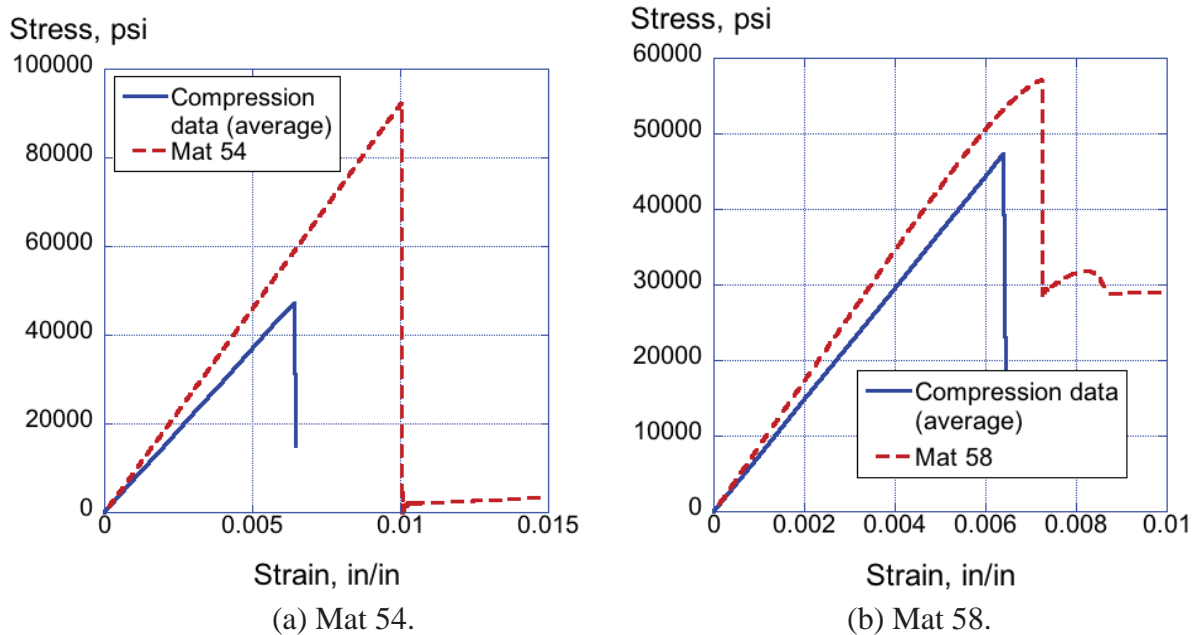 Stress, psi
100000
80000
60000
40000
20000
0
Compression
data (average)
Mat 54
0
0.005
0.01
0.015
Strain, in/in
(a) Mat 54.
Stress, psi
60000
50000
40000
30000
20000
10000
0
Compression data
(average)
Mat 58
0
0.002
0.004
0.006
0.008
0.01
Strain, in/in
(b) Mat 58.